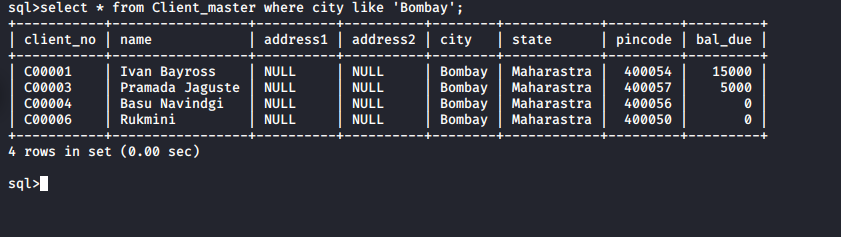 sql>select * from Client_master where city like 'Bombay';
+-----------+-----------------+----------+----------+--------+------------+---------+---------+
| client_no | name            | address1 | address2 | city   | state      | pincode | bal_due |
+-----------+-----------------+----------+----------+--------+------------+---------+---------+
| C00001    | Ivan Bayross    | NULL     | NULL     | Bombay | Maharastra |  400054 |   15000 |
| C00003    | Pramada Jaguste | NULL     | NULL     | Bombay | Maharastra |  400057 |    5000 |
| C00004    | Basu Navindgi   | NULL     | NULL     | Bombay | Maharastra |  400056 |       0 |
| C00006    | Rukmini         | NULL     | NULL     | Bombay | Maharastra |  400050 |       0 |
+-----------+-----------------+----------+----------+--------+------------+---------+---------+
4 rows in set (0.00 sec)
sql>